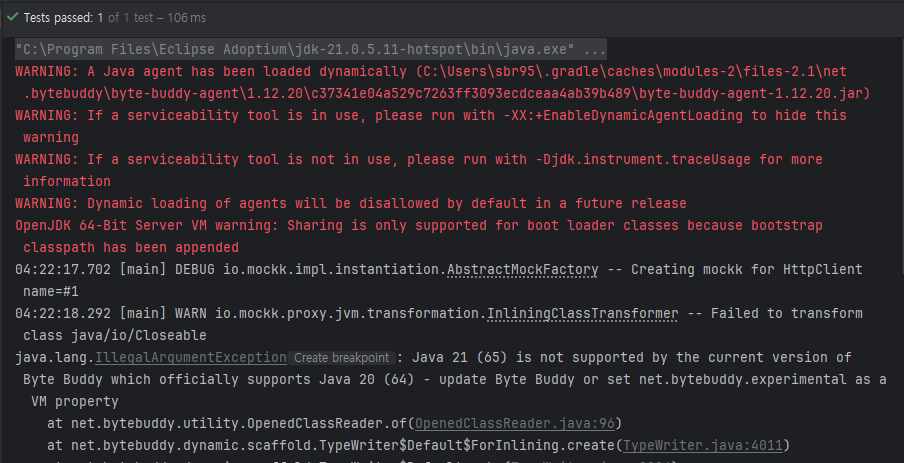 Tests passed: 1 of 1 test – 106 ms
"C:\Program Files\Eclipse Adoptium\jdk-21.0.5.11-hotspot\bin\java.exe" ...
WARNING: A Java agent has been loaded dynamically (C:\Users\sbr95\.gradle\caches\modules-2\files-2.1\net
.bytebuddy\byte-buddy-agent\1.12.20\c37341e04a529c7263ff3093ecdceaa4ab39b489\byte-buddy-agent-1.12.20.jar)
WARNING: If a serviceability tool is in use, please run with -XX:+EnableDynamicAgentLoading to hide this
warning
WARNING: If a serviceability tool is not in use, please run with -Djdk.instrument.traceUsage for more
information
WARNING: Dynamic loading of agents will be disallowed by default in a future release
OpenJDK 64-Bit Server VM warning: Sharing is only supported for boot loader classes because bootstrap
classpath has been appended
04:22:17.702 [main] DEBUG io.mockk.impl.instantiation.AbstractMockFactory -- Creating mockk for HttpClient
name=#1
04:22:18.292 [main] WARN io.mockk.proxy.jvm.transformation.InliningClassTransformer -- Failed to transform
class java/io/Closeable
java.lang.IllegalArgumentException Create breakpoint : Java 21 (65) is not supported by the current version of
Byte Buddy which officially supports Java 20 (64) - update Byte Buddy or set net.bytebuddy.experimental as a
VM property
at net.bytebuddy.utility.OpenedClassReader.of(OpenedClassReader.java:96)
at net.bytebuddy.dynamic.scaffold.TypeWriter$Default$ForInlining.create(TypeWriter.java:4011)